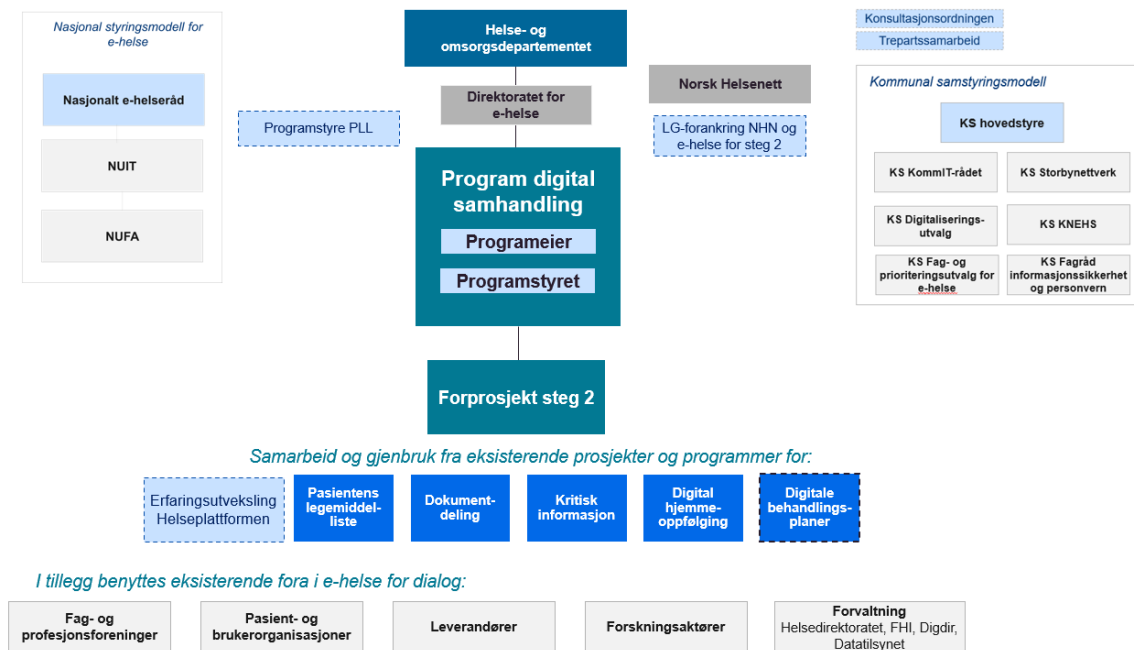 Nasjonal styringsmodell for
e-helse
Nasjonalt e-helseråd
NUIT
NUFA
Programstyre PLL
Helse- og
omsorgsdepartementet
Direktoratet for
e-helse
Norsk Helsenett
LG-forankring NHN og
e-helse for steg 2
Program digital
samhandling
Programeier
Programstyret
Forprosjekt steg 2
Konsultasjonsordningen
Trepartssamarbeid
Kommunal samstyringsmodell
KS hovedstyre
KS KommIT-rådet
KS Storbynettverk
KS Digitaliserings-
utvalg
KS KNEHS
KS Fag- og
prioriteringsutvalg for
e-helse
KS Fagråd
informasjonssikkerhet
og personvern
Samarbeid og gjenbruk fra eksisterende prosjekter og programmer for:
Erfaringsutveksling
Helseplattformen
Pasientens
legemiddel-
liste
Dokument-
deling
Kritisk
informasjon
Digital
hjemme-
oppfølging
Digitale
behandlings-
planer
I tillegg benyttes eksisterende fora i e-helse for dialog:
Fag- og
profesjonsforeninger
Pasient- og
brukerorganisasjoner
Leverandører
Forskningsaktører
Forvaltning
Helsedirektoratet, FHI, Digdir,
Datatilsynet